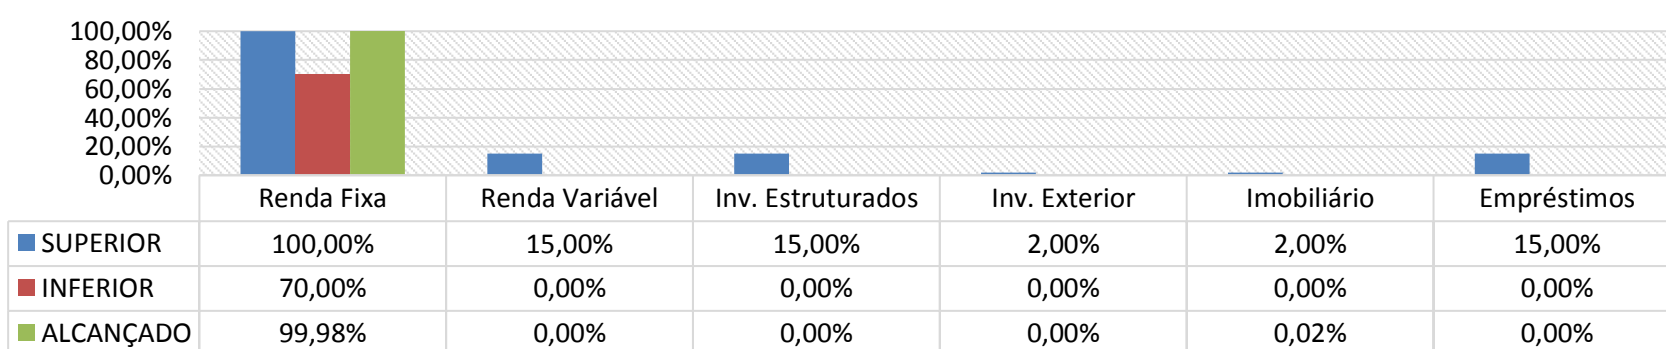 100,00%
80,00%
60,00%
40,00%
20,00%
0,00%
Renda Fixa Renda Variável Inv. Estruturados Inv. Exterior Imobiliário Empréstimos
SUPERIOR 100,00% 15,00% 15,00% 2,00% 2,00% 15,00%
INFERIOR 70,00% 0,00% 0,00% 0,00% 0,00% 0,00%
ALCANÇADO 99,98% 0,00% 0,00% 0,00% 0,02% 0,00%